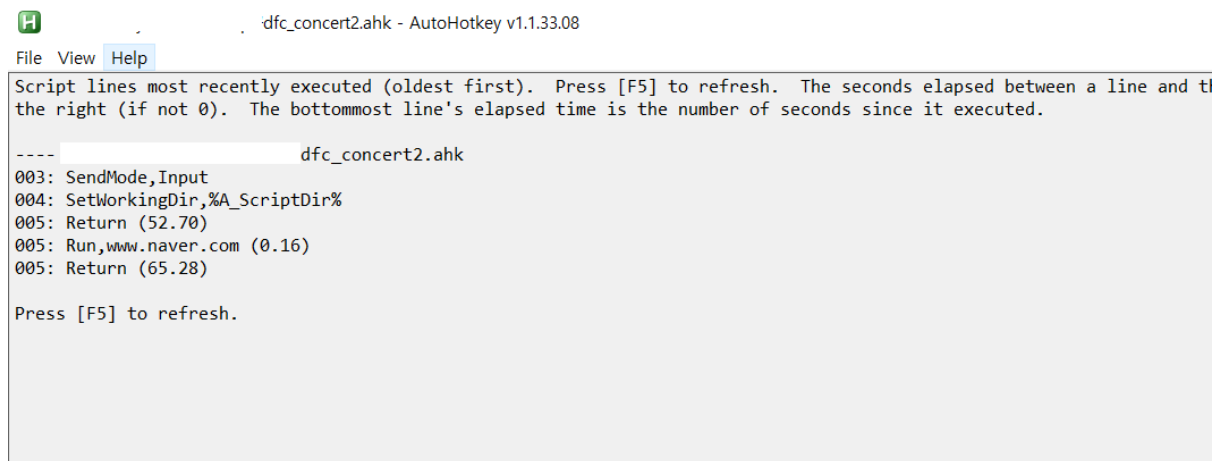 dfc_concert2.ahk - AutoHotkey v1.1.33.08
File View Help
Script lines most recently executed (oldest first). Press [F5] to refresh. The seconds elapsed between a line and
the right (if not 0). The bottommost line's elapsed time is the number of seconds since it executed.
---- dfc_concert2.ahk
003: SendMode,Input
004: SetWorkingDir,%A_ScriptDir%
005: Return (52.70)
005: Run,www.naver.com (0.16)
005: Return (65.28)
Press [F5] to refresh.